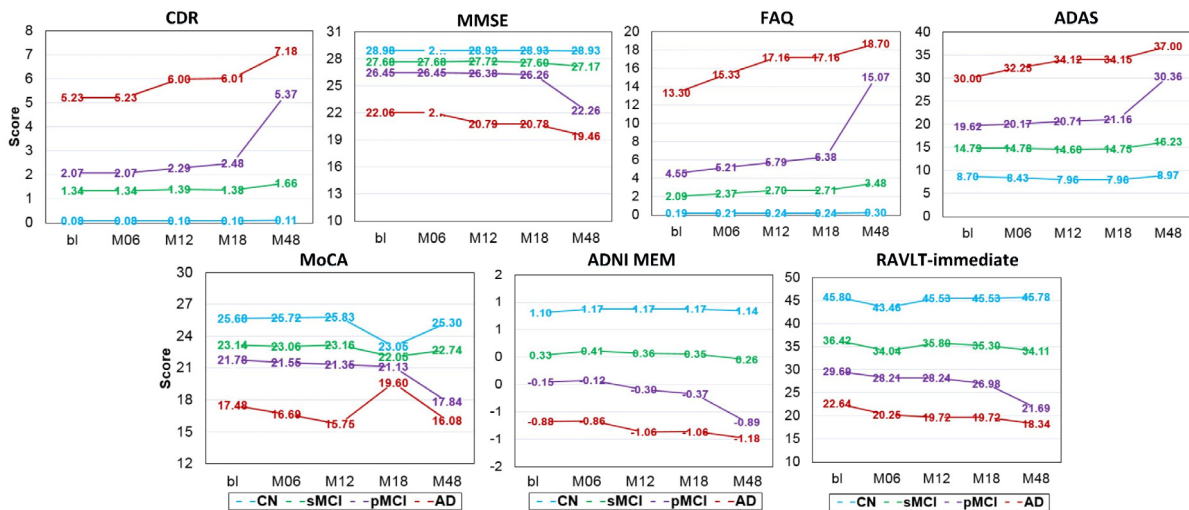 CDR
Score
8
7
6
5
4
3
2
1
0
5.23 5.23 6.00 6.01 7.18
2.07 2.07 2.29 2.48 5.37
1.34 1.34 1.39 1.38 1.66
0.08 0.08 0.10 0.10 0.11
bl M06 M12 M18 M48
MMSE
31
28
25
22
19
16
13
10
28.98 2... 28.93 28.93 28.93
27.68 27.68 27.72 27.60 27.17
26.45 26.45 26.38 26.26 22.26
22.06 2... 20.79 20.78 19.46
bl M06 M12 M18 M48
FAQ
20
18
16
14
12
10
8
6
4
2
0
13.30 15.33 17.16 17.16 18.70
4.55 5.21 5.79 6.38 15.07
2.09 2.37 2.70 2.71 3.48
0.19 0.21 0.24 0.24 0.30
bl M06 M12 M18 M48
ADAS
40
35
30
25
20
15
10
5
0
30.00 32.25 34.12 34.15 37.00
19.62 20.17 20.71 21.16 30.36
14.79 14.78 14.60 14.75 16.23
8.70 8.43 7.96 7.96 8.97
bl M06 M12 M18 M48
MoCA
Score
30
27
24
21
18
15
12
25.68 25.72 25.83 23.05 25.30
23.14 23.06 23.16 22.05 22.74
21.78 21.55 21.35 21.13 17.84
17.48 16.69 15.75 19.60 16.08
bl M06 M12 M18 M48
CN sMCI pMCI AD
ADNI MEM
2
1
1
0
0
-1
-1
-2
1.10 1.17 1.17 1.17 1.14
0.33 0.41 0.36 0.35 0.26
-0.15 -0.12 -0.30 -0.37 -0.89
-0.88 -0.86 -1.06 -1.06 -1.18
bl M06 M12 M18 M48
CN sMCI pMCI AD
RAVLT-immediate
50
45
40
35
30
25
20
15
10
45.80 43.46 45.53 45.53 45.78
36.42 34.04 35.80 35.30 34.11
29.69 28.21 28.24 26.98 21.69
22.64 20.25 19.72 19.72 18.34
bl M06 M12 M18 M48
CN sMCI pMCI AD